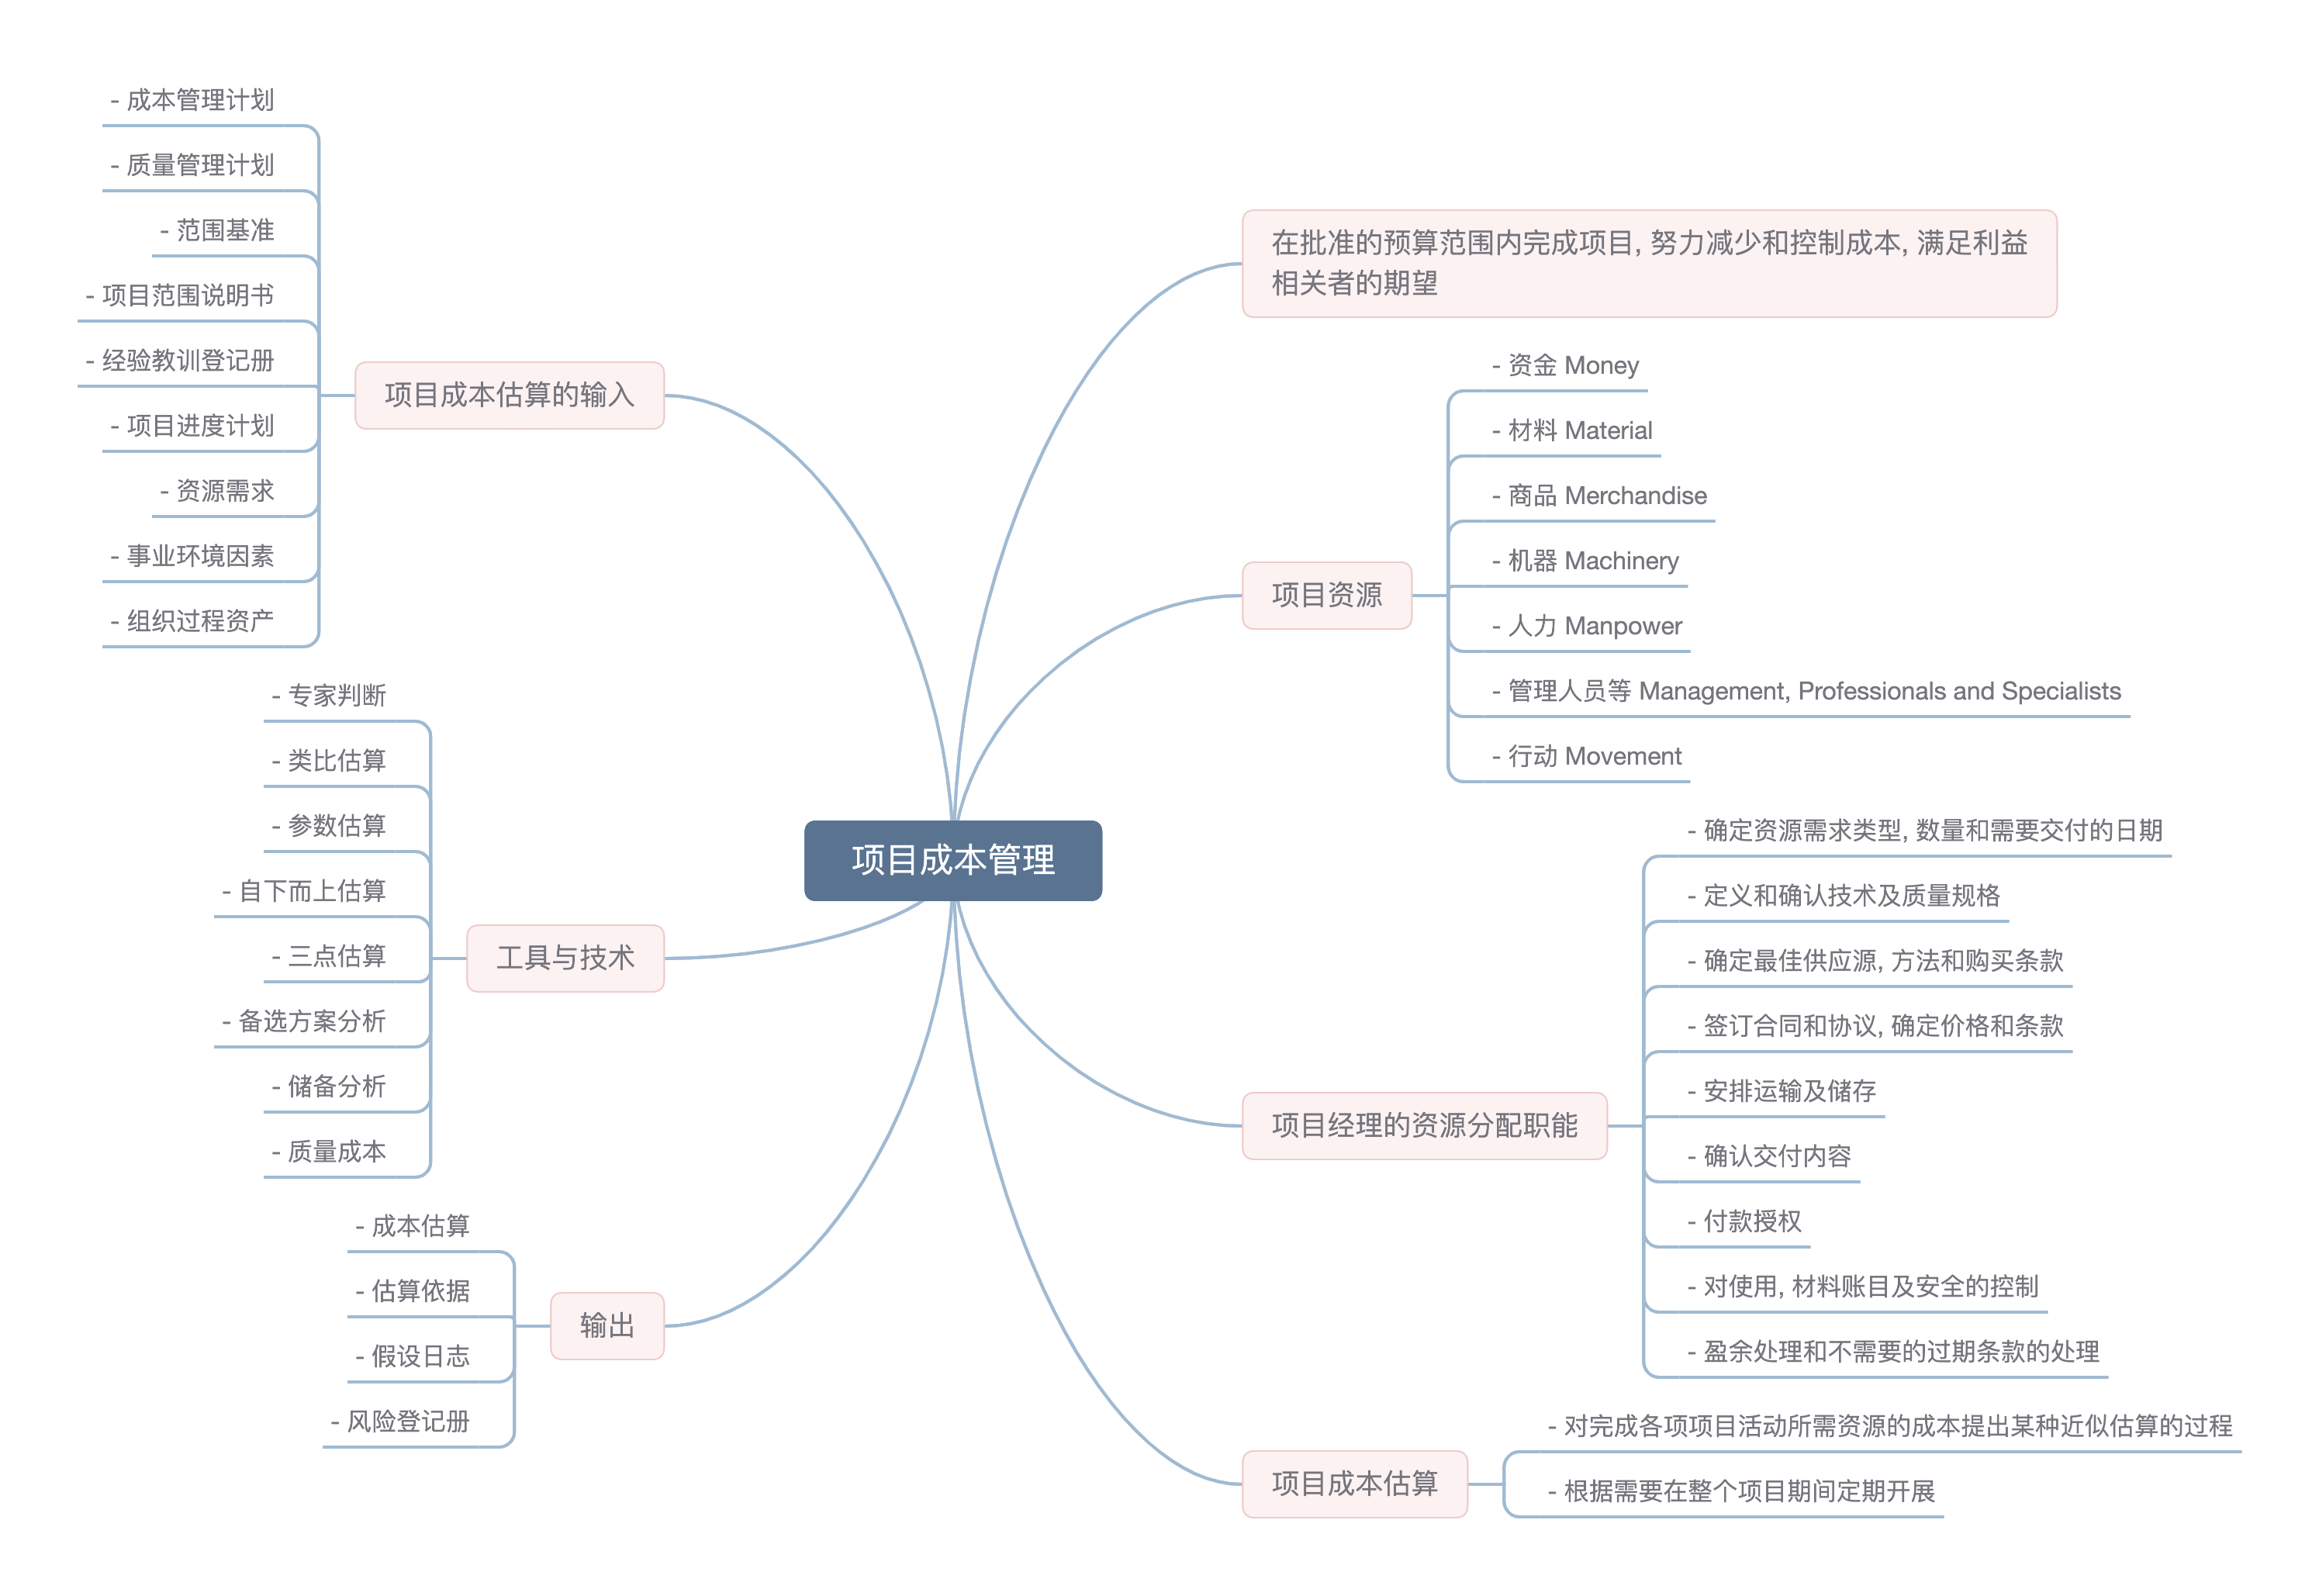 项目成本管理
在批准的预算范围内完成项目, 努力减少和控制成本, 满足利益
相关者的期望
项目资源
- 资金 Money
- 材料 Material
- 商品 Merchandise
- 机器 Machinery
- 人力 Manpower
- 管理人员等 Management, Professionals and Specialists
- 行动 Movement
项目经理的资源分配职能
- 确定资源需求类型, 数量和需要交付的日期
- 定义和确认技术及质量规格
- 确定最佳供应源, 方法和购买条款
- 签订合同和协议, 确定价格和条款
- 安排运输及储存
- 确认交付内容
- 付款授权
- 对使用, 材料账目及安全的控制
- 盈余处理和不需要的过期条款的处理
项目成本估算
- 对完成各项项目活动所需资源的成本提出某种近似估算的过程
- 根据需要在整个项目期间定期开展
项目成本估算的输入
- 成本管理计划
- 质量管理计划
- 范围基准
- 项目范围说明书
- 经验教训登记册
- 项目进度计划
- 资源需求
- 事业环境因素
- 组织过程资产
工具与技术
- 专家判断
- 类比估算
- 参数估算
- 自下而上估算
- 三点估算
- 备选方案分析
- 储备分析
- 质量成本
输出
- 成本估算
- 估算依据
- 假设日志
- 风险登记册